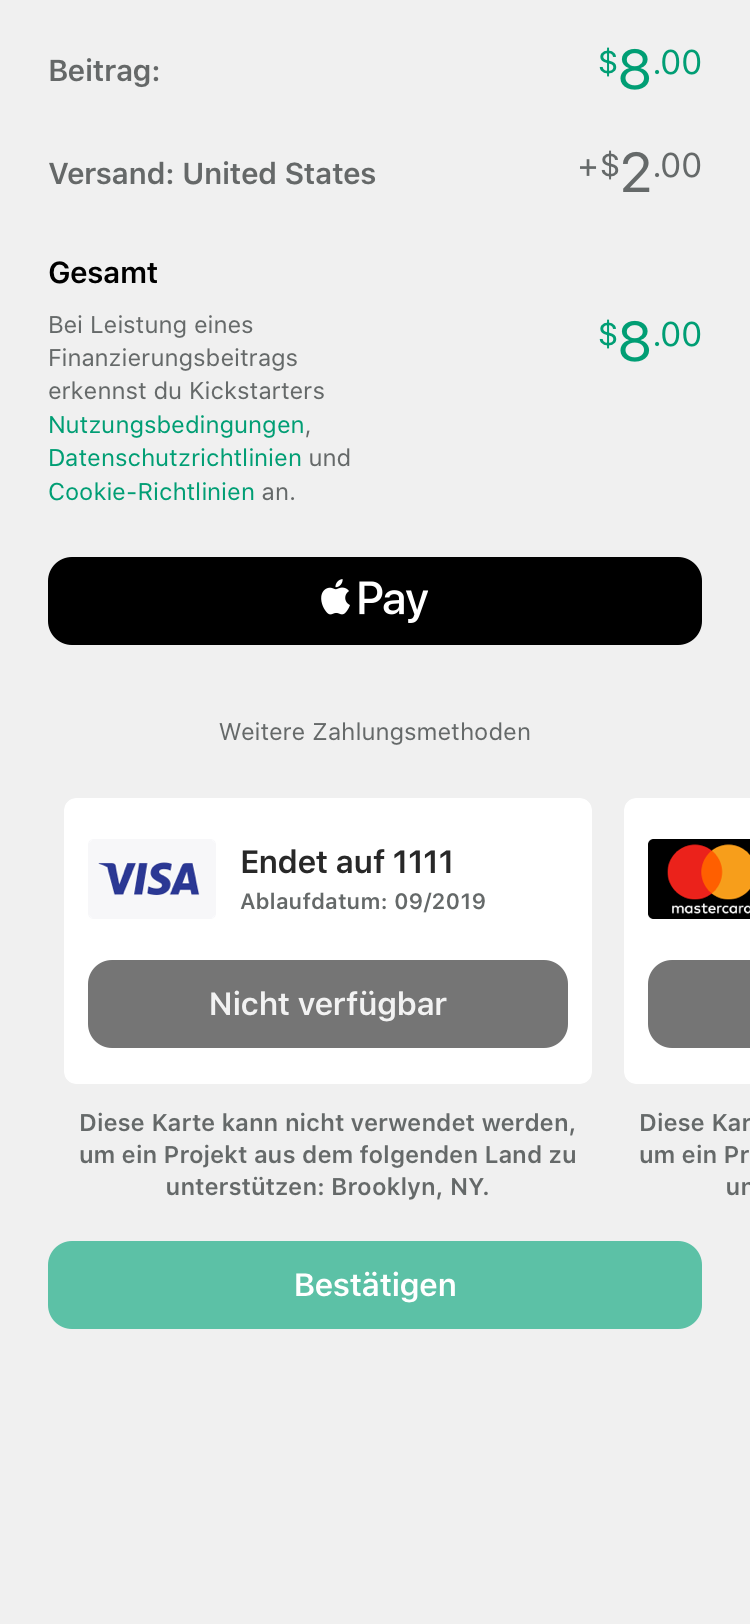 Beitrag: $8.00
Versand: United States +$2.00
Gesamt
Bei Leistung eines
Finanzierungsbeitrags
erkennst du Kickstarters
Nutzungsbedingungen,
Datenschutzrichtlinien und
Cookie-Richtlinien an.
$8.00
Pay
Weitere Zahlungsmethoden
VISA
Endet auf 1111
Ablaufdatum: 09/2019
Nicht verfügbar
Diese Karte kann nicht verwendet werden,
um ein Projekt aus dem folgenden Land zu
unterstützen: Brooklyn, NY.
mastercard
Diese Kar
um ein Pr
un
Bestätigen